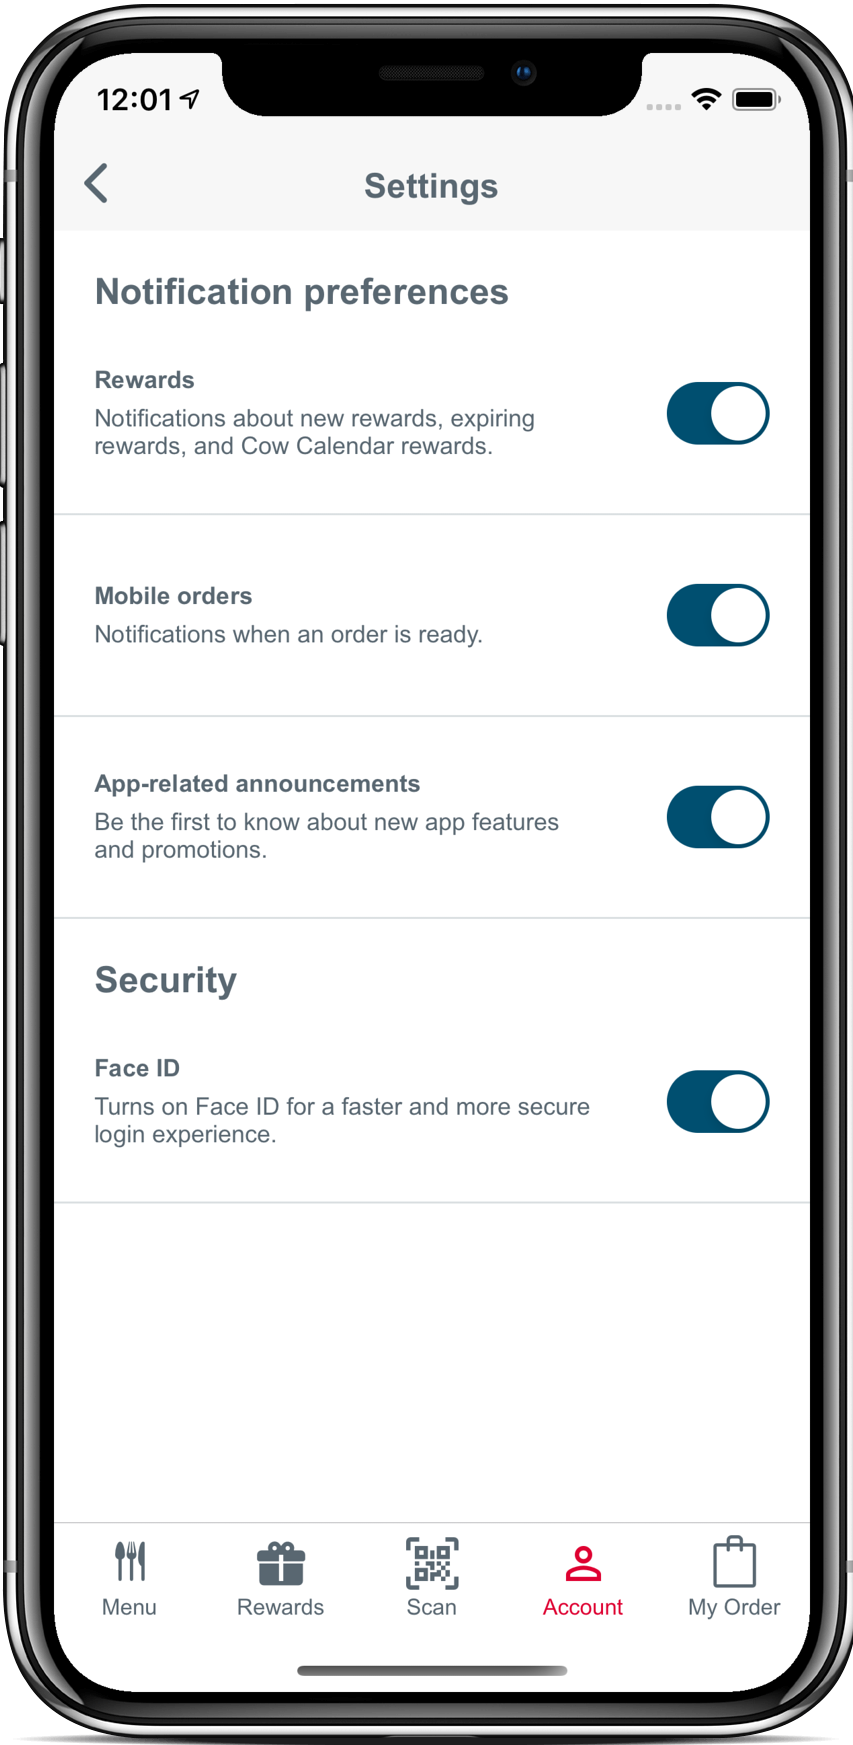 12:01
Settings
Notification preferences
Rewards
Notifications about new rewards, expiring
rewards, and Cow Calendar rewards.
Mobile orders
Notifications when an order is ready.
App-related announcements
Be the first to know about new app features
and promotions.
Security
Face ID
Turns on Face ID for a faster and more secure
login experience.
Menu
Rewards
Scan
Account
My Order